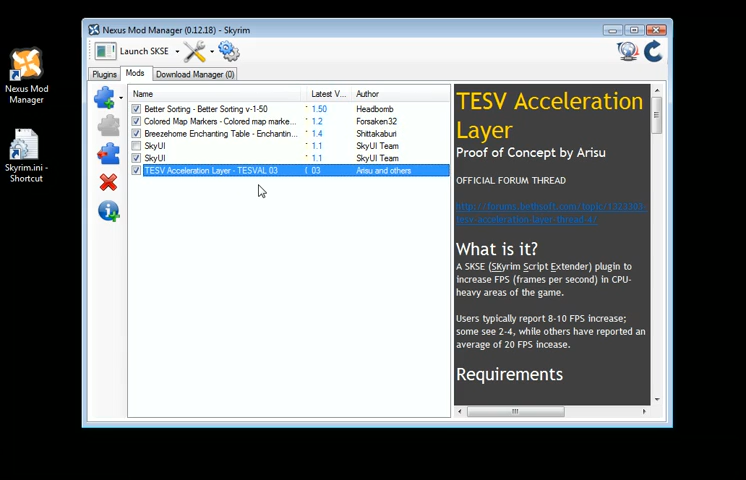 Nexus Mod Manager (0.12.18) - Skyrim
Launch SKSE
Plugins Mods Download Manager (0)
Name Latest V... Author
Better Sorting - Better Sorting v-1-50 1.50 Headbomb
Colored Map Markers - Colored map marke... 1.2 Forsaken32
Breezehome Enchanting Table - Enchantin... 1.4 Shittakaburi
SkyUI 1.1 SkyUI Team
SkyUI 1.1 SkyUI Team
TESV Acceleration Layer - TESVAL 03 ( 03 Arisu and others
TESV Acceleration
Layer
Proof of Concept by Arisu
OFFICIAL FORUM THREAD
tesv-acceleration-layer-thread-4/
What is it?
A SKSE (SKyrim Script Extender) plugin to
increase FPS (frames per second) in CPU-
heavy areas of the game.
Users typically report 8-10 FPS increase;
some see 2-4, while others have reported an
average of 20 FPS incease.
Requirements
Nexus Mod
Manager
Skyrim.ini -
Shortcut